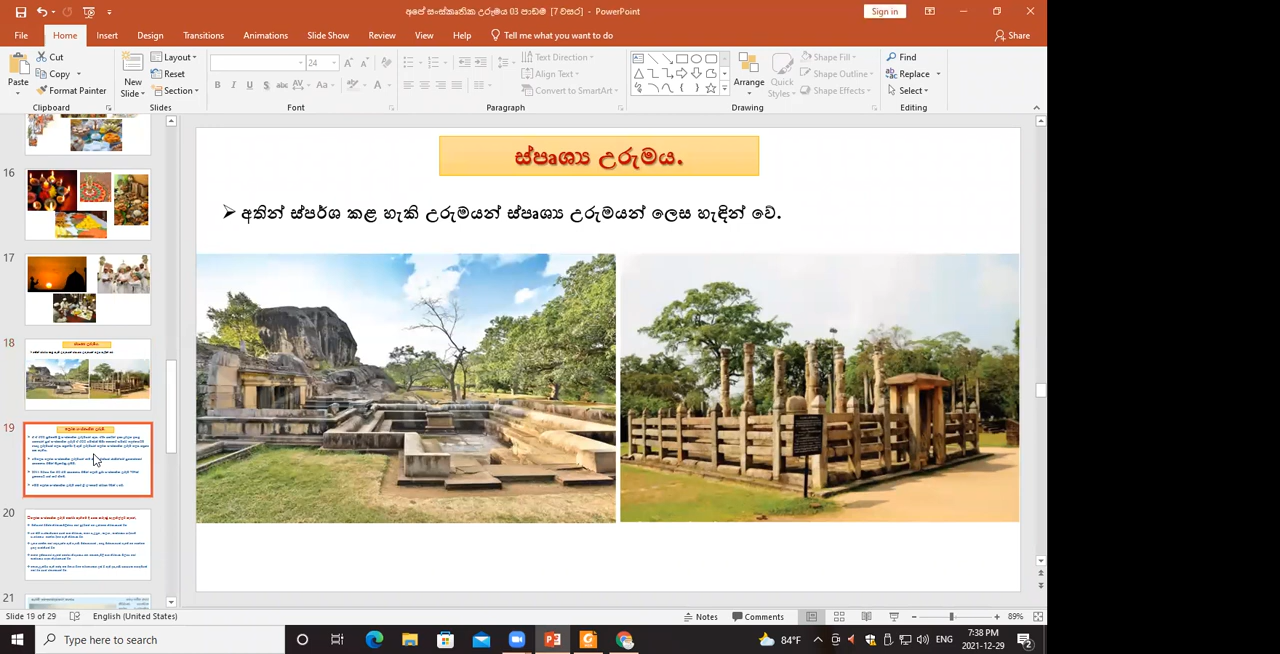 අපේ සංස්කෘතික උරුමය 03 පාඩම [7 වසර] - PowerPoint
Sign in
File Home Insert Design Transitions Animations Slide Show Review View Help Tell me what you want to do Share
Paste
Cut
Copy
Format Painter
Clipboard
New Slide
Layout
Reset
Section
Slides
24
B I U S abc AV Aa A
Font
Paragraph
Text Direction
Align Text
Convert to SmartArt
Arrange
Quick Styles
Shape Fill
Shape Outline
Shape Effects
Drawing
Find
Replace
Select
Editing
16
17
18
19
20
21
ස්පෘශ්‍ය උරුමය.
අතින් ස්පර්ශ කළ හැකි උරුමයන් ස්පෘශ්‍ය උරුමයන් ලෙස හැඳින් වේ.
Slide 19 of 29 English (United States) Notes Comments 89%
Type here to search
84°F ENG 7:38 PM
2021-12-29
2